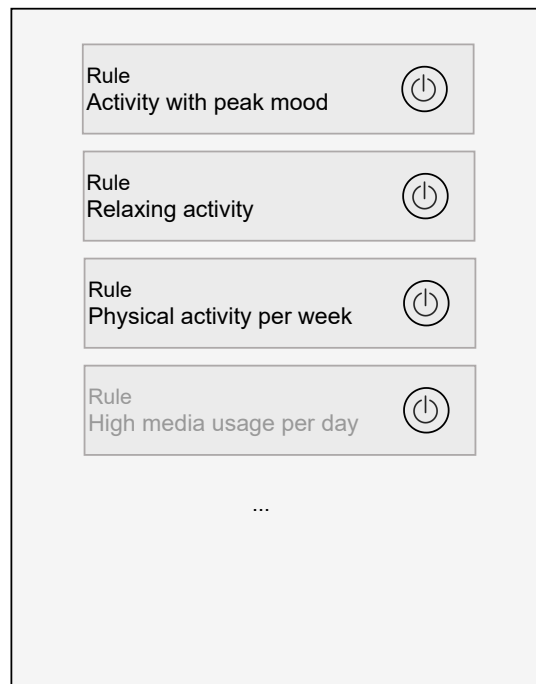 Rule
Activity with peak mood
Rule
Relaxing activity
Rule
Physical activity per week
Rule
High media usage per day
...